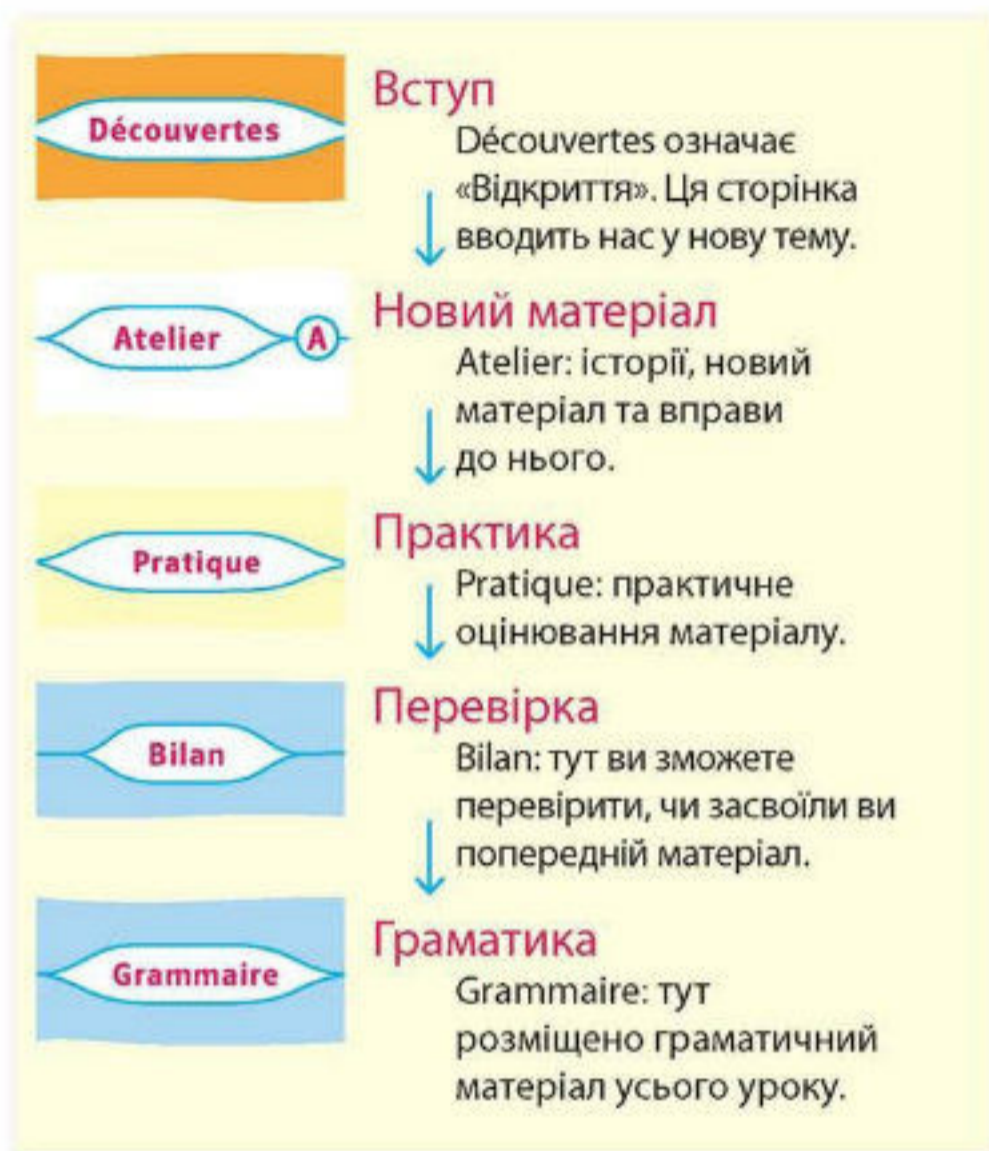 Découvertes
Вступ
Découvertes означає
«Відкриття». Ця сторінка
вводить нас у нову тему.
Atelier A
Новий матеріал
Atelier: історії, новий
матеріал та вправи
до нього.
Pratique
Практика
Pratique: практичне
оцінювання матеріалу.
Bilan
Перевірка
Bilan: тут ви зможете
перевірити, чи засвоїли ви
попередній матеріал.
Grammaire
Граматика
Grammaire: тут
розміщено граматичний
матеріал усього уроку.